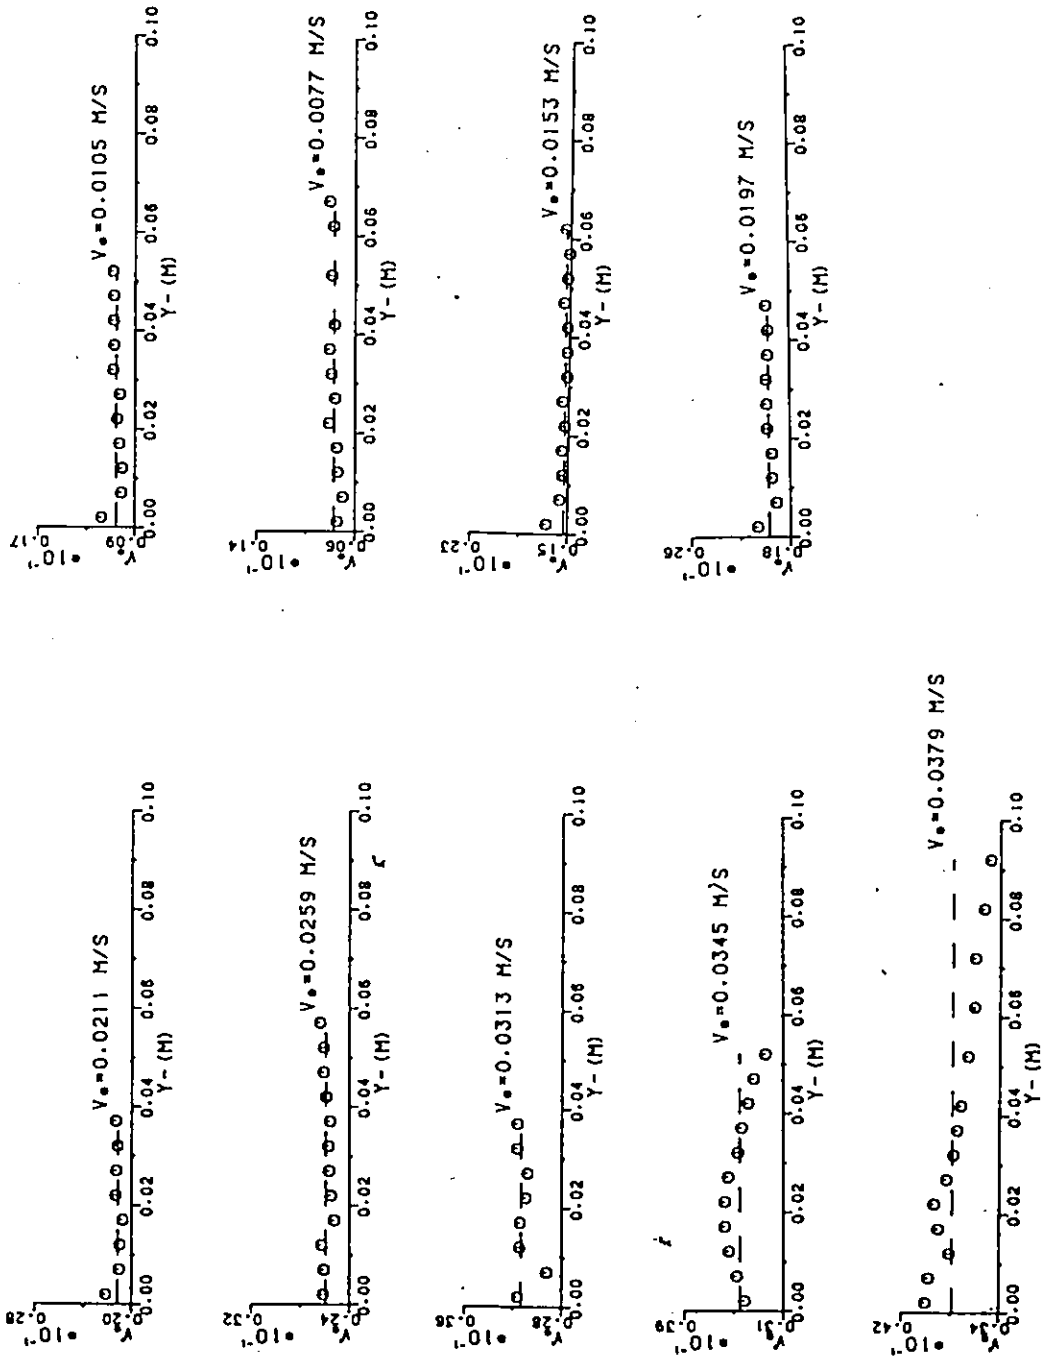 0.17
0.09
V*
*10⁻¹
V*=0.0105 M/S
0.00 0.02 0.04 0.06 0.08 0.10
Y-(M)
0.14
0.06
V*
*10⁻¹
V*=0.0077 M/S
0.00 0.02 0.04 0.06 0.08 0.10
Y-(M)
0.23
0.15
V*
*10⁻¹
V*=0.0153 M/S
0.00 0.02 0.04 0.06 0.08 0.10
Y-(M)
0.26
0.18
V*
*10⁻¹
V*=0.0197 M/S
0.00 0.02 0.04 0.06 0.08 0.10
Y-(M)
0.28
0.20
*10⁻¹
V*=0.0211 M/S
0.00 0.02 0.04 0.06 0.08 0.10
Y-(M)
0.32
0.24
*10⁻¹
V*=0.0259 M/S
0.00 0.02 0.04 0.06 0.08 0.10
Y-(M)
0.36
0.28
*10⁻¹
V*=0.0313 M/S
0.00 0.02 0.04 0.06 0.08 0.10
Y-(M)
0.39
0.31
*10⁻¹
V*=0.0345 M/S
0.00 0.02 0.04 0.06 0.08 0.10
Y-(M)
0.42
0.34
*10⁻¹
V*=0.0379 M/S
0.00 0.02 0.04 0.06 0.08 0.10
Y-(M)